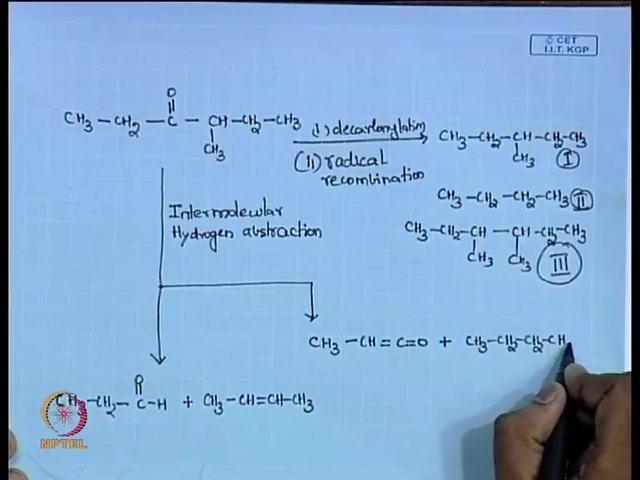 © CET
I.I.T. KGP
O
CH3 – CH2 – C – CH – CH2 – CH3
CH3
(i) decarbonylation
(ii) radical
recombination
CH3 – CH2 – CH – CH2 – CH3
CH3 I
CH3 – CH2 – CH2 – CH3 II
CH3 – CH2 – CH – CH – CH2 – CH3
CH3 CH3
III
Intermolecular
Hydrogen abstraction
CH3 – CH = C = O + CH3 – CH2 – CH2 – CH
O
CH3 – CH2 – C – H + CH3 – CH = CH – CH3
NPTEL